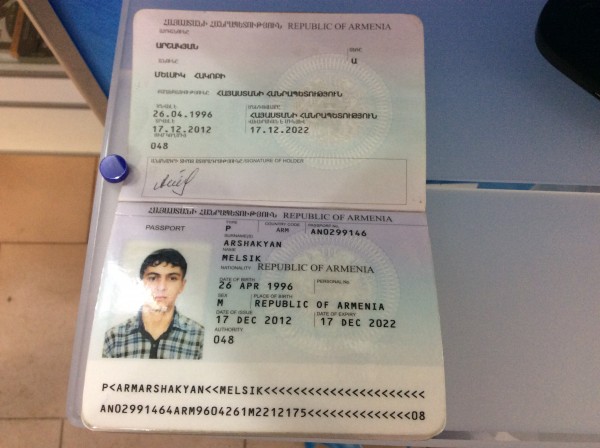 ՀԱՅԱՍՏԱՆԻ ՀԱՆՐԱՊԵՏՈՒԹՅՈՒՆ REPUBLIC OF ARMENIA
ԱՐՇԱԿՅԱՆ
Ա
ՄԵԼՍԻԿ ՀԱԿՈԲԻ
ՀԱՅԱՍՏԱՆԻ ՀԱՆՐԱՊԵՏՈՒԹՅՈՒՆ
26.04.1996 ՀԱՅԱՍՏԱՆԻ ՀԱՆՐԱՊԵՏՈՒԹՅՈՒՆ
17.12.2012 17.12.2022
048
SIGNATURE OF HOLDER
ՀԱՅԱՍՏԱՆԻ ՀԱՆՐԱՊԵՏՈՒԹՅՈՒՆ REPUBLIC OF ARMENIA
PASSPORT TYPE COUNTRY CODE PASSPORT No.
P ARM AN0299146
SURNAME(S)
ARSHAKYAN
NAME
MELSIK
NATIONALITY REPUBLIC OF ARMENIA
DATE OF BIRTH PERSONAL No.
26 APR 1996
SEX PLACE OF BIRTH
M REPUBLIC OF ARMENIA
DATE OF ISSUE DATE OF EXPIRY
17 DEC 2012 17 DEC 2022
AUTHORITY
048
P<ARMARSHAKYAN<<MELSIK<<<<<<<<<<<<<<<<<<<<<<
AN02991464ARM9604261M2212175<<<<<<<<<<<<<<08